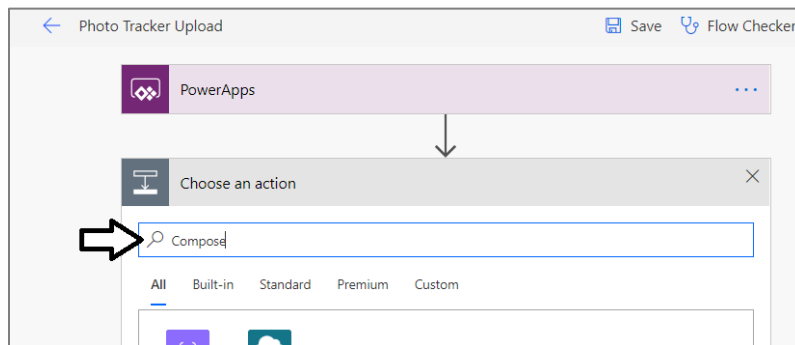 Photo Tracker Upload Save Flow Checker
PowerApps
Choose an action
Compose
All Built-in Standard Premium Custom